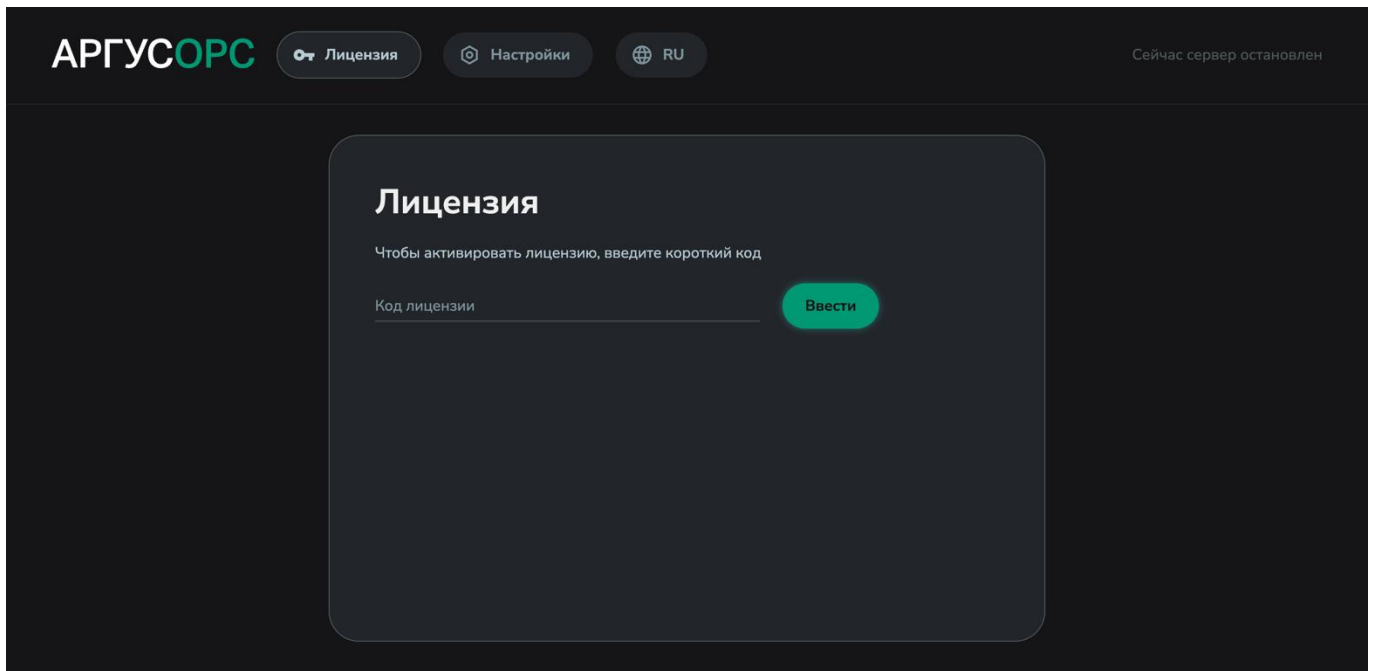 АРГУСОРС
Лицензия
Настройки
RU
Сейчас сервер остановлен
Лицензия
Чтобы активировать лицензию, введите короткий код
Код лицензии
Ввести